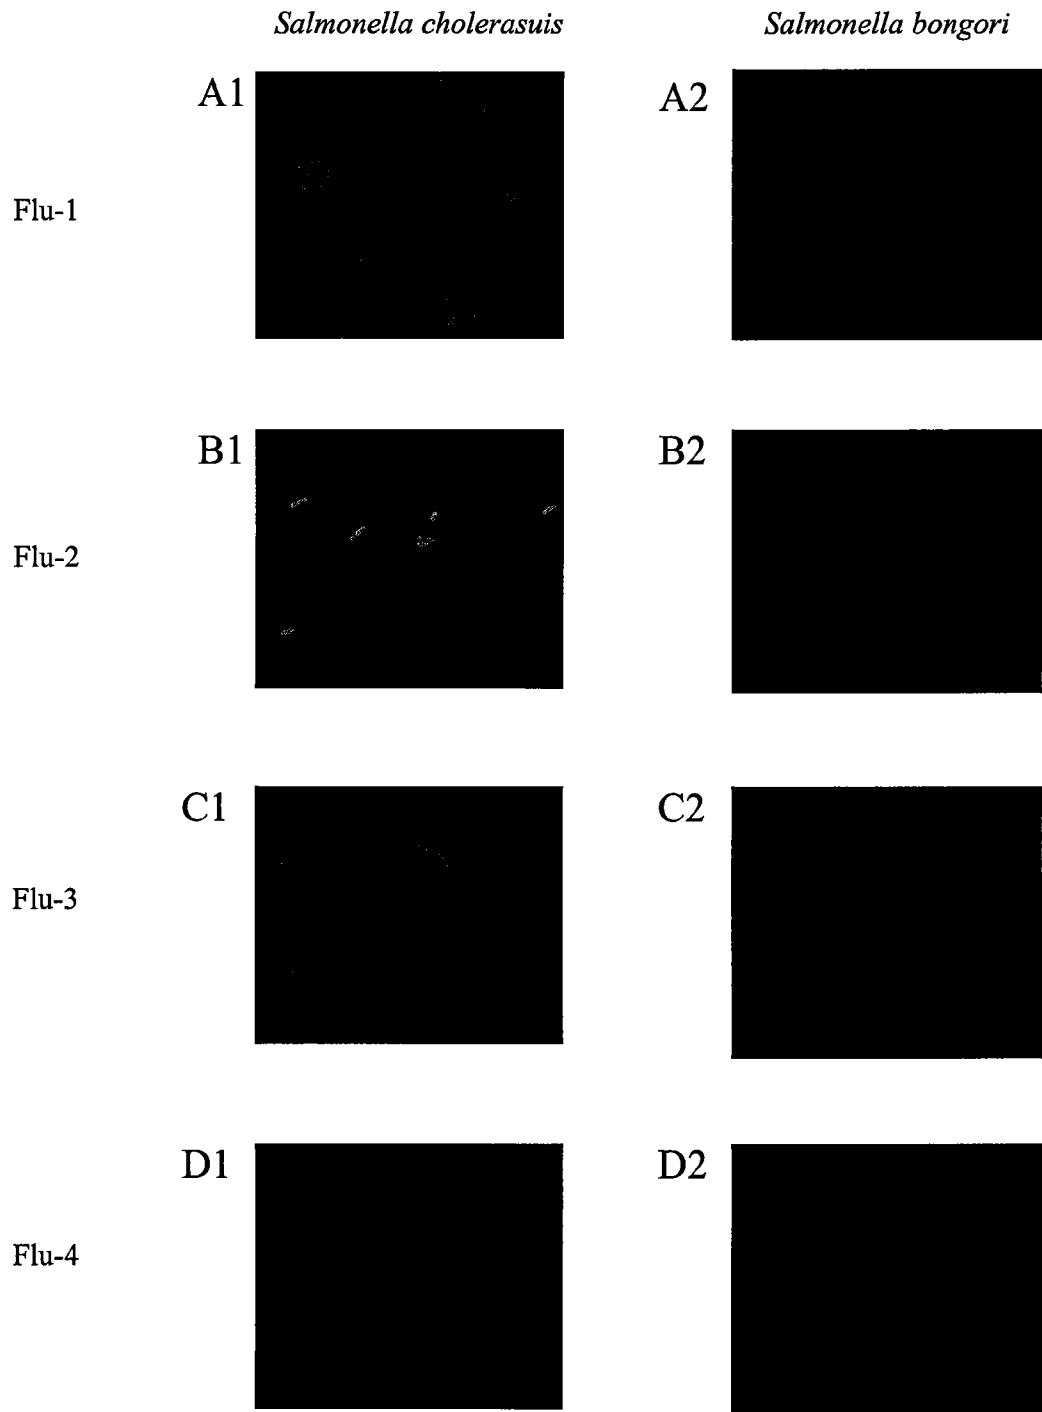 Salmonella cholerasuis Salmonella bongori
A1 A2
Flu-1
B1 B2
Flu-2
C1 C2
Flu-3
D1 D2
Flu-4